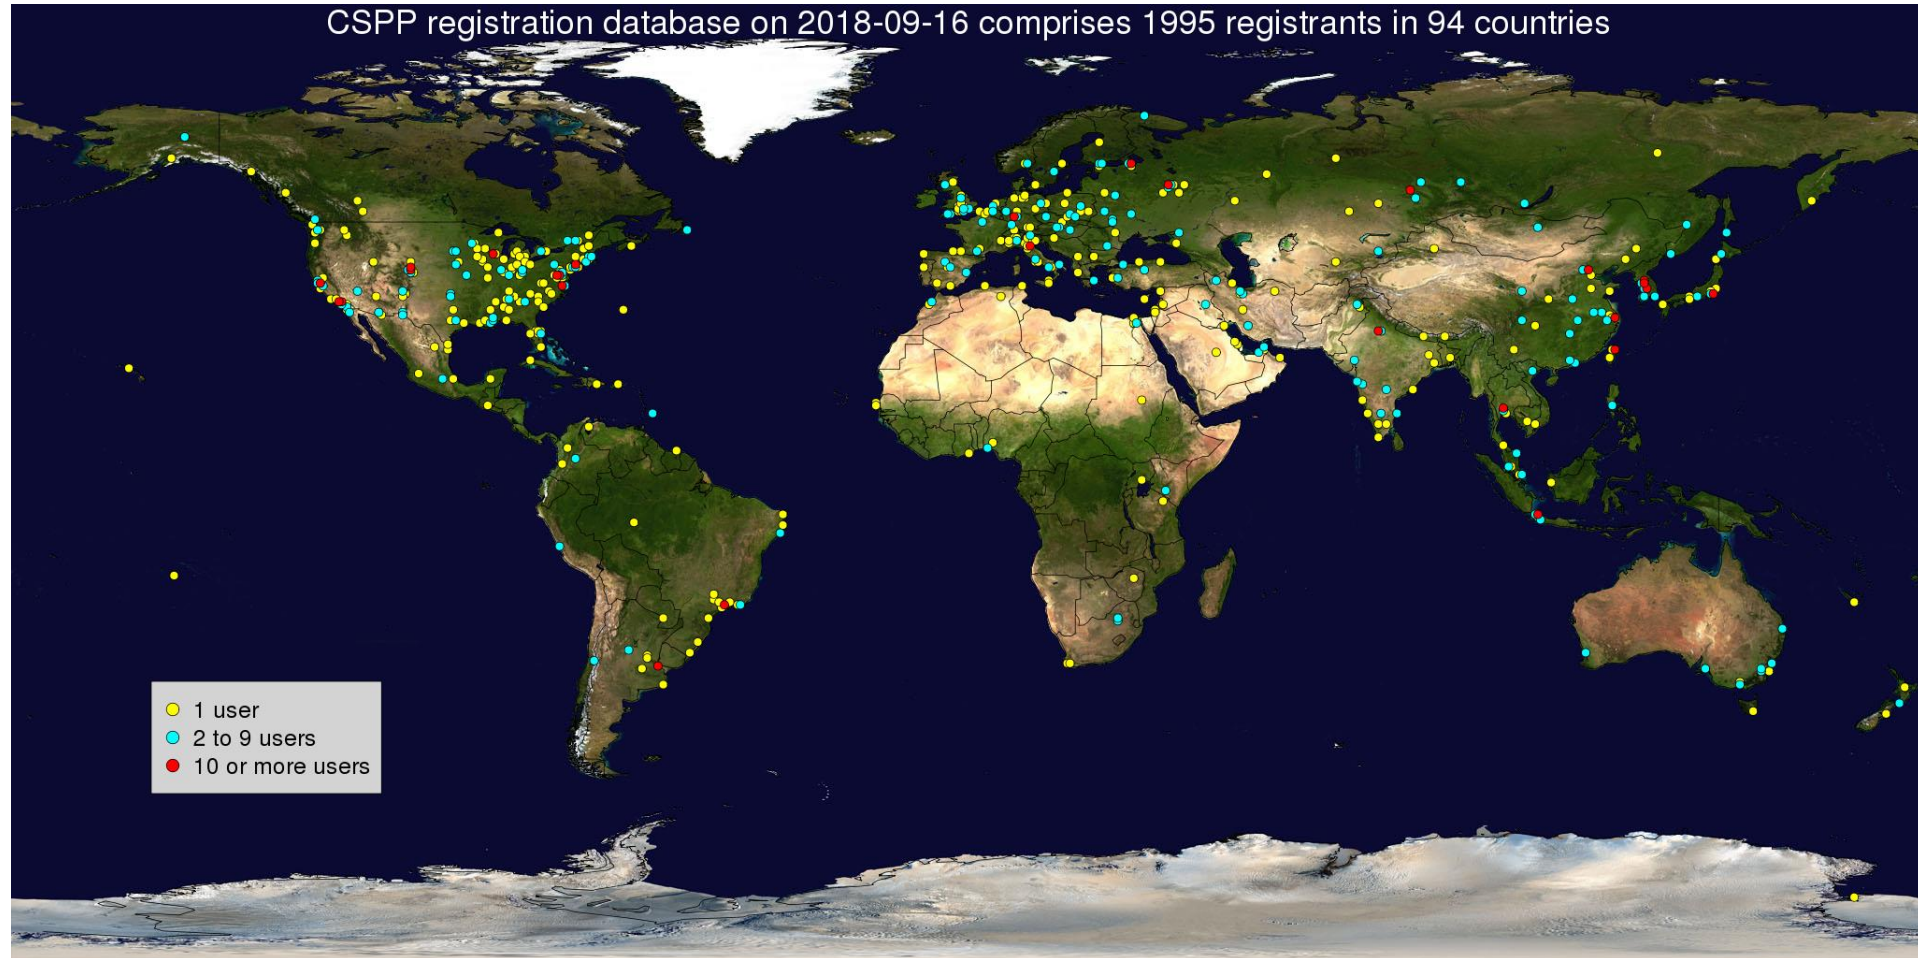 CSPP registration database on 2018-09-16 comprises 1995 registrants in 94 countries
1 user
2 to 9 users
10 or more users